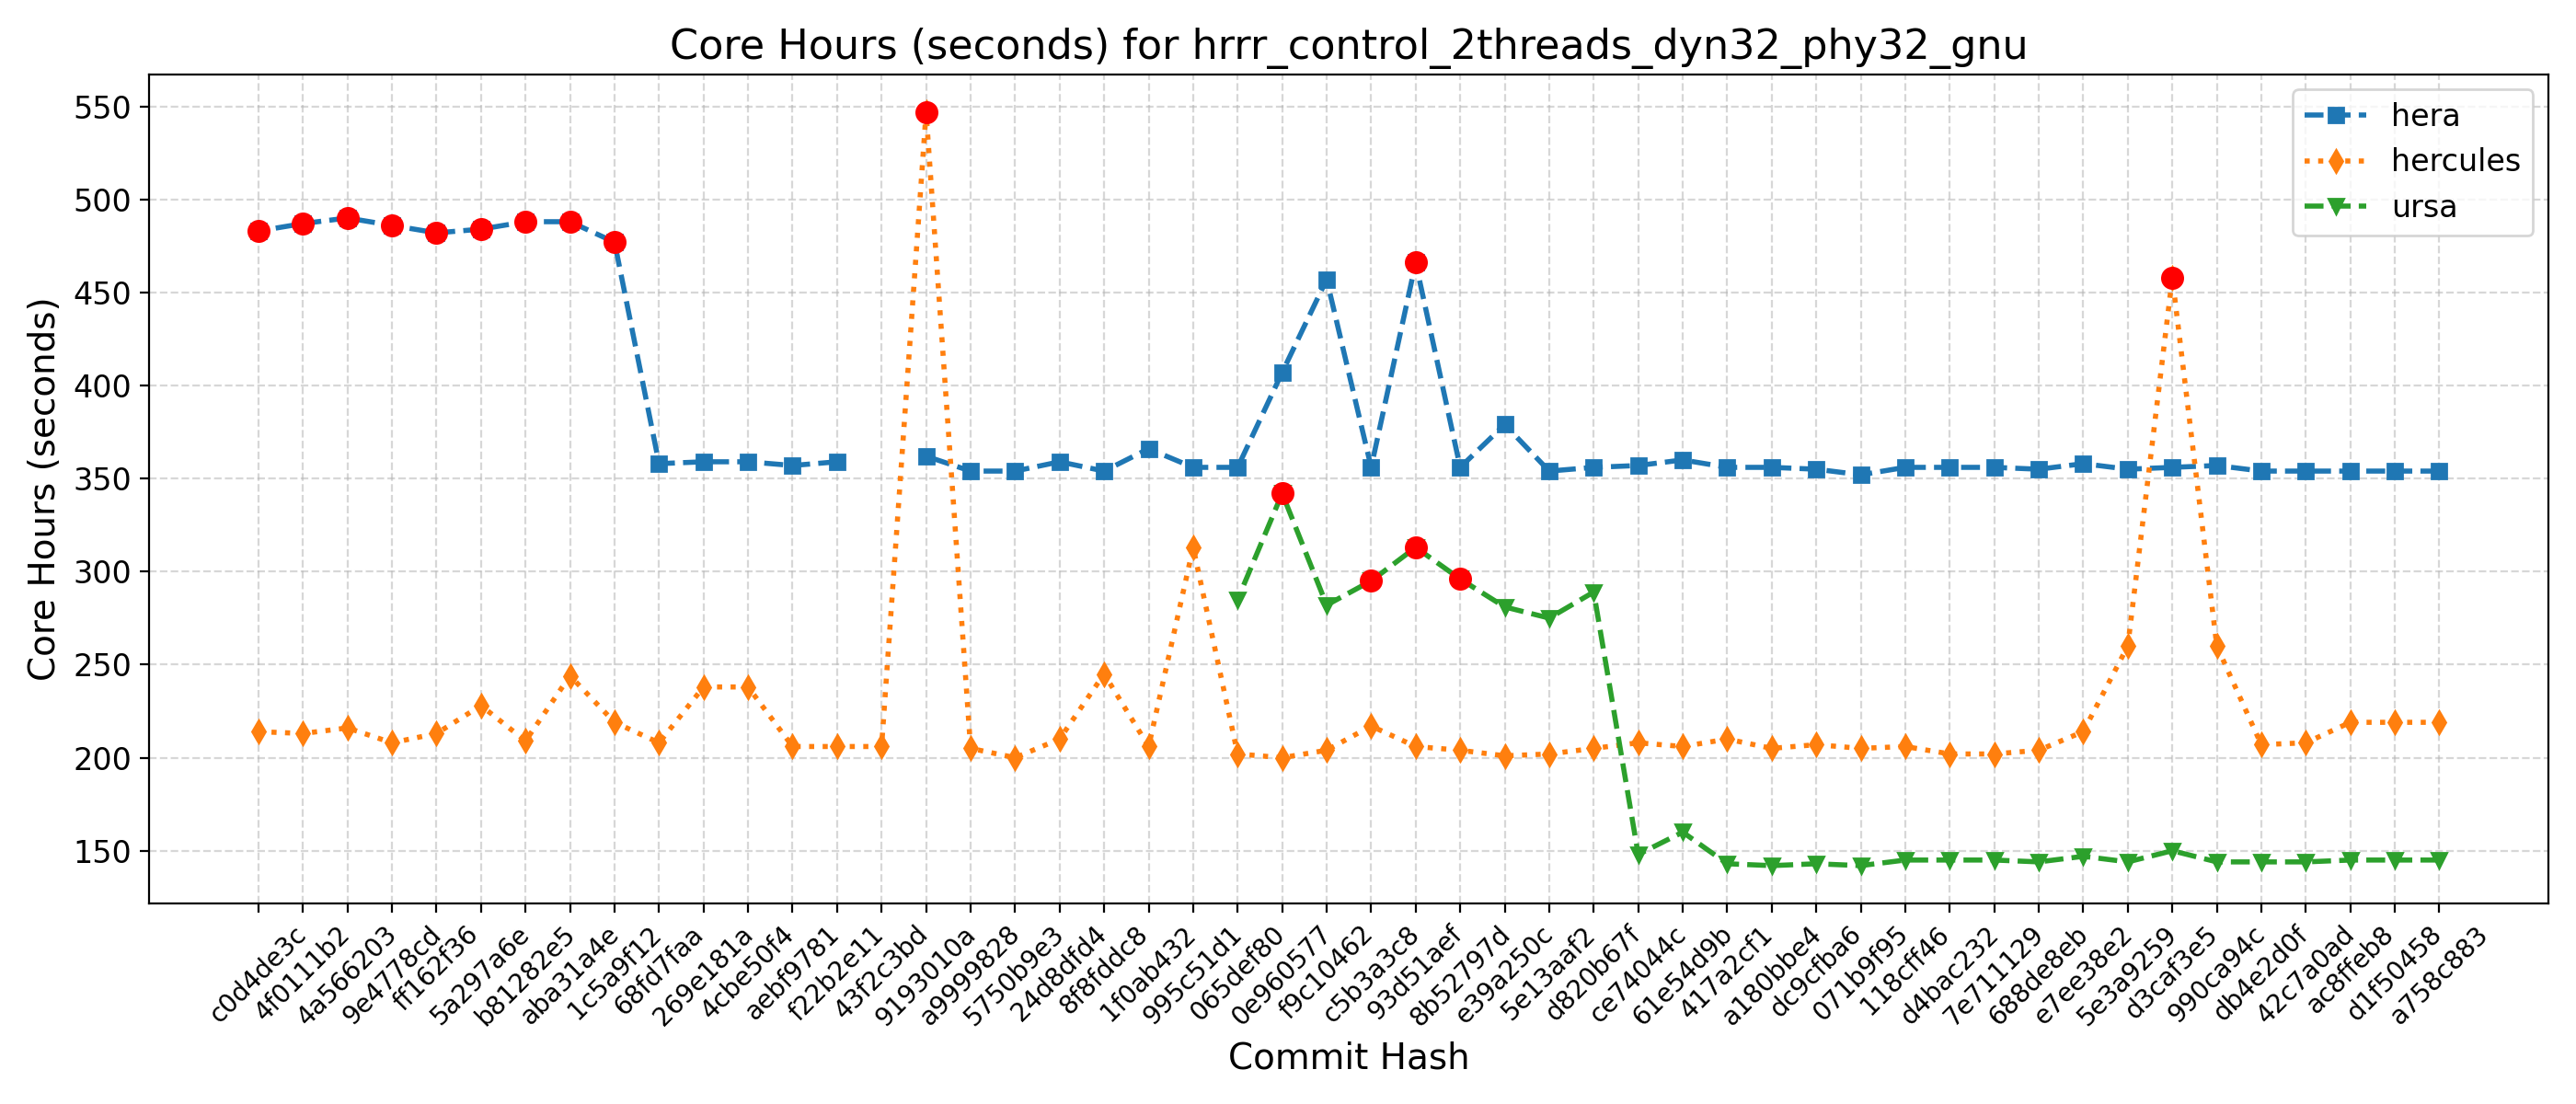 Core Hours (seconds) for hrrr_control_2threads_dyn32_phy32_gnu
Core Hours (seconds)
550
500
450
400
350
300
250
200
150
hera
hercules
ursa
c0d4de3c
4f0111b2
4a566203
9e4778cd
ff162f36
5a297a6e
b81282e5
aba31a4e
1c5a9f12
68fd7faa
269e181a
4cbe50f4
aebf9781
f22b2e11
43f2c3bd
9193010a
a9999828
5750b9e3
24d8dfd4
8f8fddc8
1f0ab432
995c51d1
065def80
0e960577
f9c10462
c5b3a3c8
93d51aef
8b52797d
e39a250c
5e13aaf2
d820b67f
ce74044c
61e54d9b
417a2cf1
a180bbe4
dc9cfba6
071b9f95
118cff46
d4bac232
7e711129
688de8eb
e7ee38e2
5e3a9259
d3caf3e5
990ca94c
db4e2d0f
42c7a0ad
ac8ffeb8
d1f50458
a758c883
Commit Hash